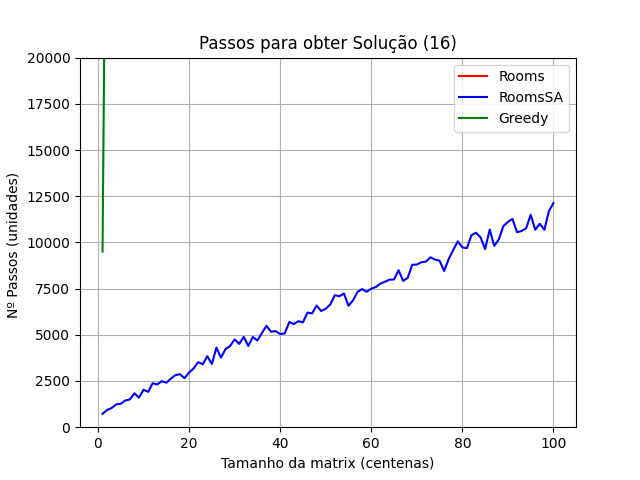 Passos para obter Solução (16)
20000
17500
15000
12500
10000
7500
5000
2500
0
Nº Passos (unidades)
Rooms
RoomsSA
Greedy
0 20 40 60 80 100
Tamanho da matrix (centenas)